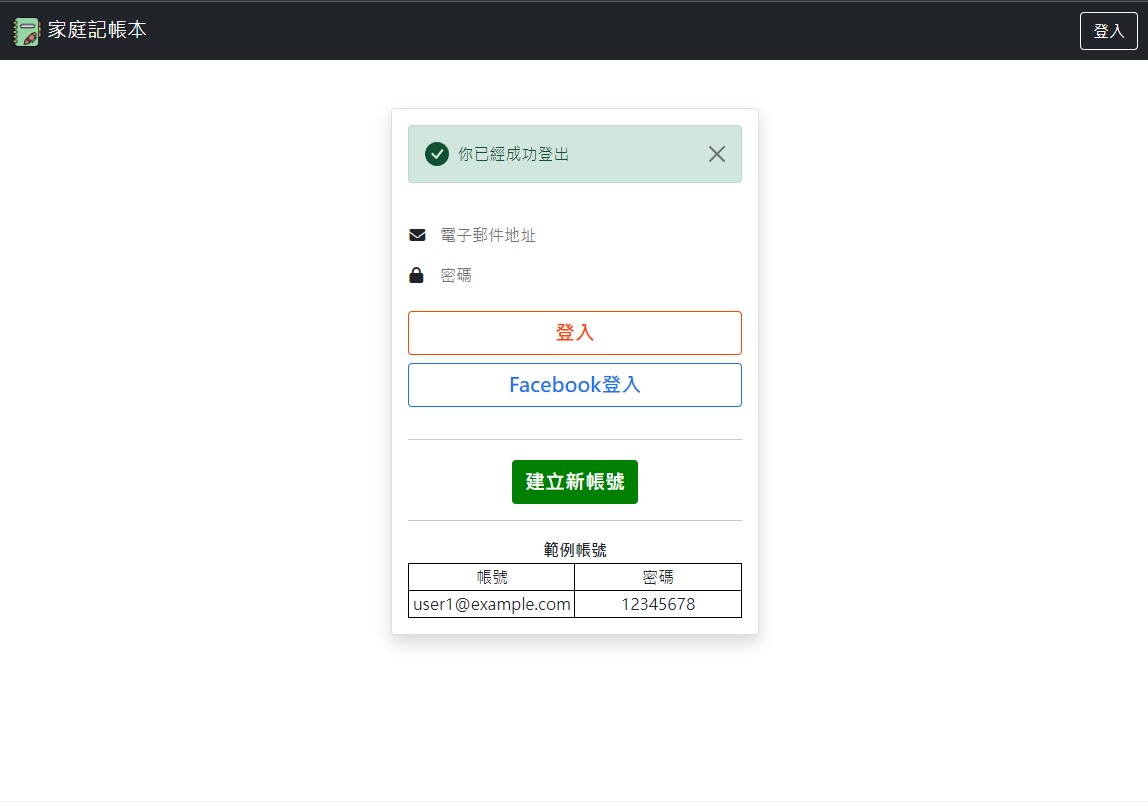 家庭記帳本
登入
你已經成功登出
電子郵件地址
密碼
登入
Facebook登入
建立新帳號
範例帳號
帳號 密碼
user1@example.com 12345678